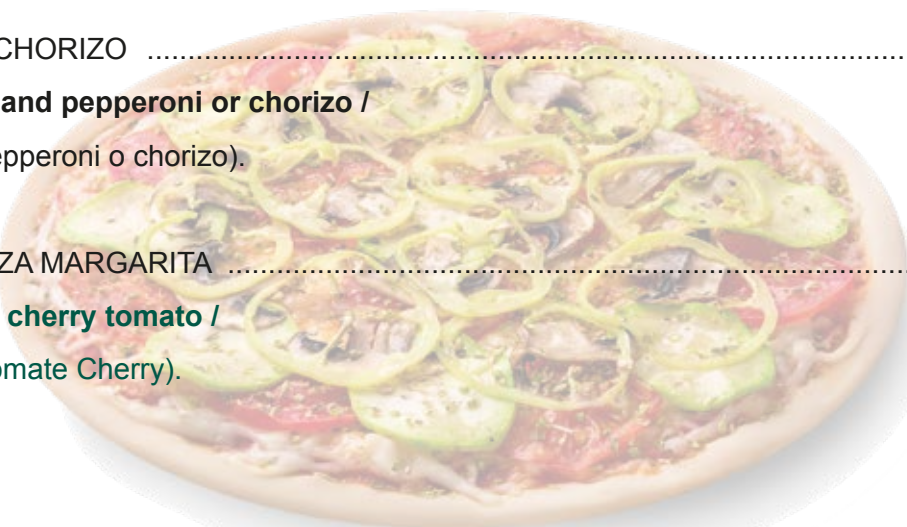 CHORIZO ................................................................................
and pepperoni or chorizo /
epperoni o chorizo).
ZA MARGARITA ......................................................................
cherry tomato /
omate Cherry).